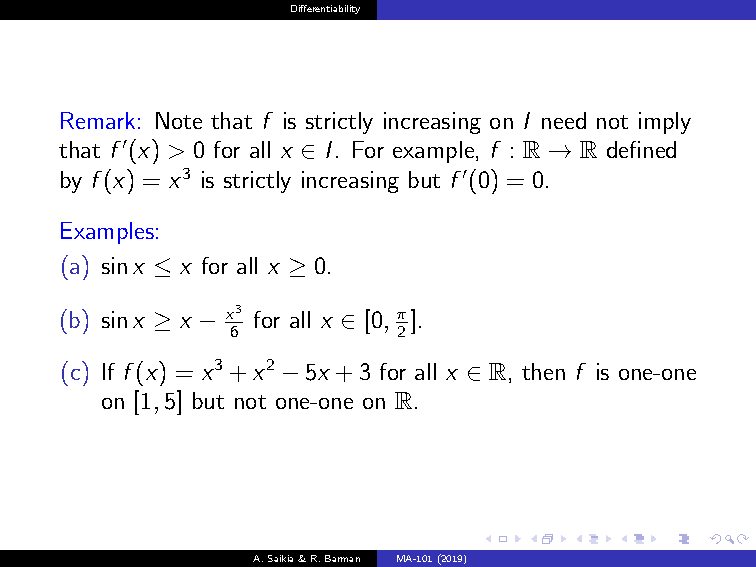 Differentiability
Remark: Note that f is strictly increasing on I need not imply
that f′(x) > 0 for all x ∈ I. For example, f : ℝ → ℝ defined
by f(x) = x³ is strictly increasing but f′(0) = 0.
Examples:
(a) sin x ≤ x for all x ≥ 0.
(b) sin x ≥ x − x³/6 for all x ∈ [0, π/2].
(c) If f(x) = x³ + x² − 5x + 3 for all x ∈ ℝ, then f is one-one
on [1, 5] but not one-one on ℝ.
A. Saikia & R. Barman MA-101 (2019)